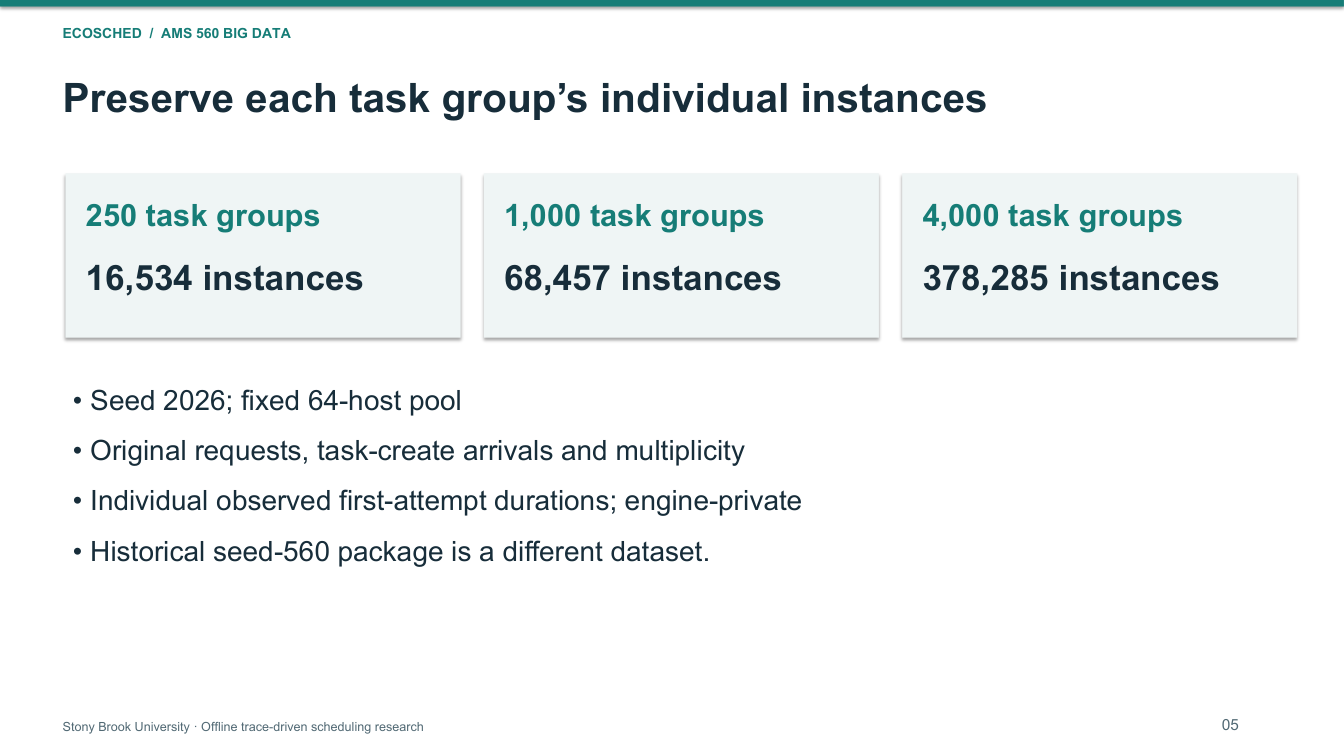 ECOSCHED / AMS 560 BIG DATA
Preserve each task group’s individual instances
250 task groups
16,534 instances
1,000 task groups
68,457 instances
4,000 task groups
378,285 instances
• Seed 2026; fixed 64-host pool
• Original requests, task-create arrivals and multiplicity
• Individual observed first-attempt durations; engine-private
• Historical seed-560 package is a different dataset.
Stony Brook University · Offline trace-driven scheduling research
05